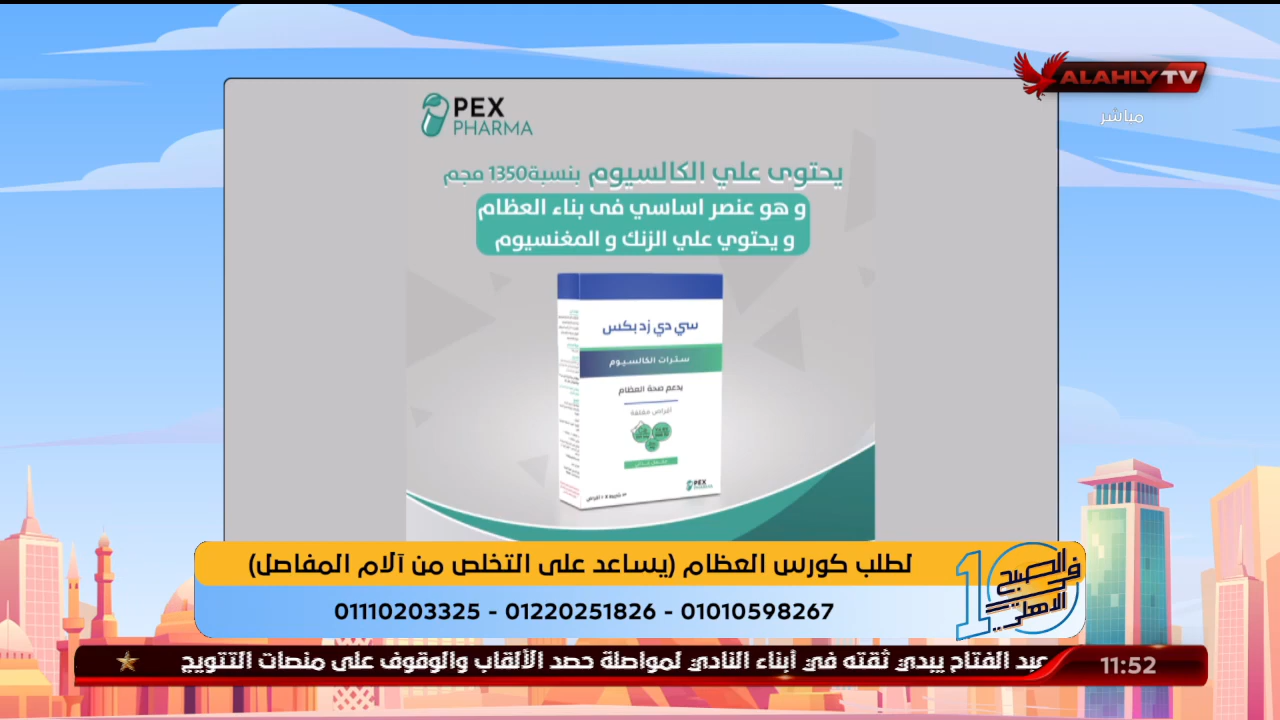 ALAHLY TV
مباشر
PEX
PHARMA
يحتوى علي الكالسيوم بنسبة1350 مجم
و هو عنصر اساسي فى بناء العظام
و يحتوي علي الزنك و المغنسيوم
سي دي زد بكس
سترات الكالسيوم
يدعم صحة العظام
أقراص مغلفة
PEX
PHARMA
لطلب كورس العظام (يساعد على التخلص من آلام المفاصل)
01110203325 - 01220251826 - 01010598267
10 الصبح
في
الاهلي
عبد الفتاح يبدي ثقته في أبناء النادي لمواصلة حصد الألقاب والوقوف على منصات التتويج
11:52